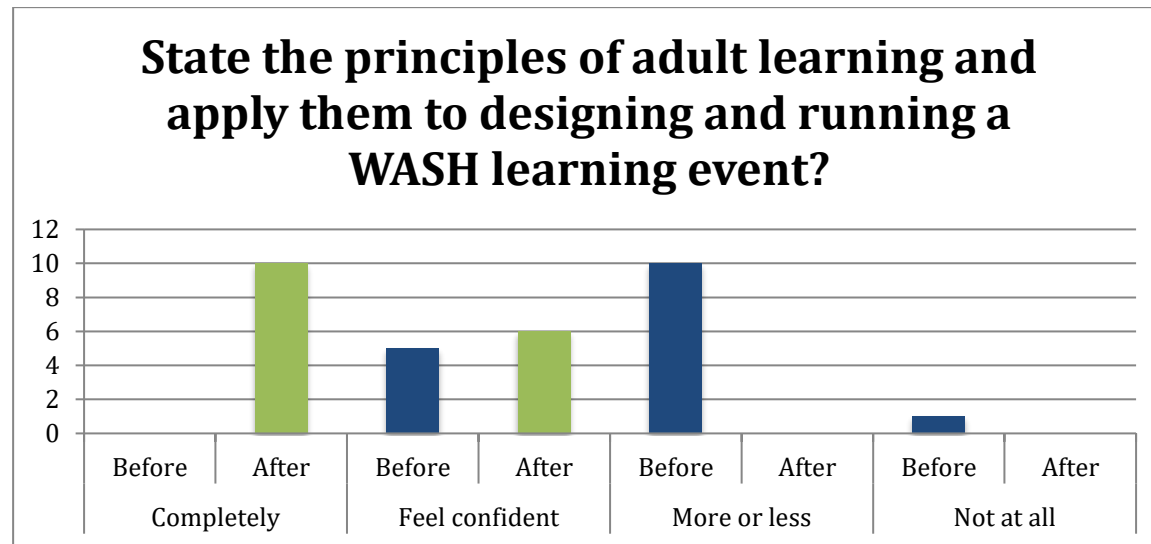 State the principles of adult learning and
apply them to designing and running a
WASH learning event?
12
10
8
6
4
2
0
Before After Before After Before After Before After
Completely Feel confident More or less Not at all